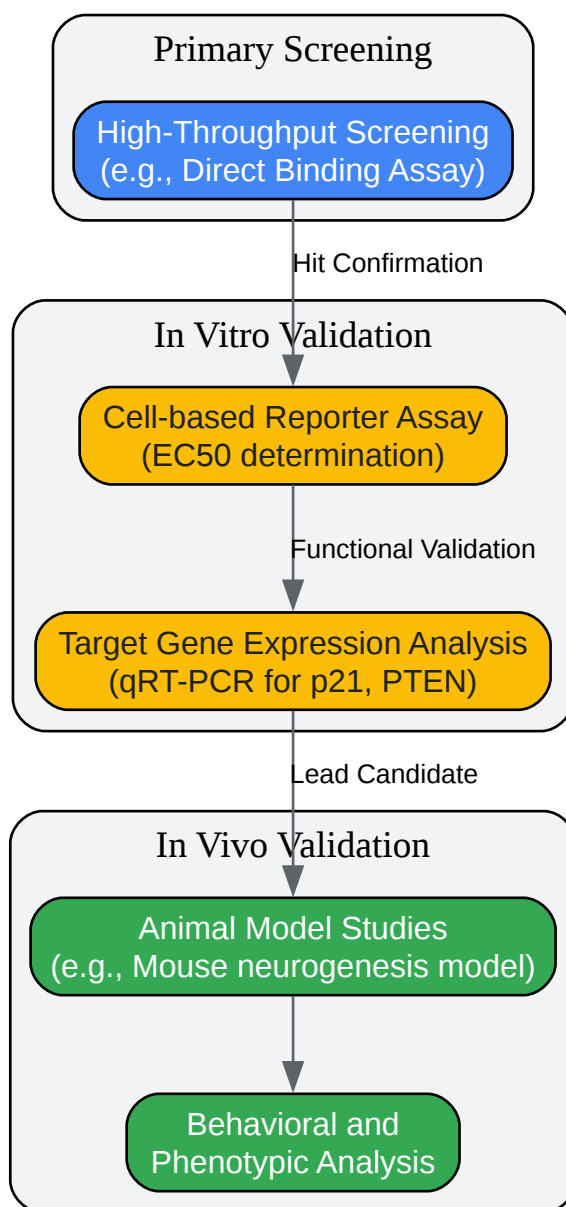 Primary Screening
High-Throughput Screening
(e.g., Direct Binding Assay)
Hit Confirmation
In Vitro Validation
Cell-based Reporter Assay
(EC50 determination)
Functional Validation
Target Gene Expression Analysis
(qRT-PCR for p21, PTEN)
Lead Candidate
In Vivo Validation
Animal Model Studies
(e.g., Mouse neurogenesis model)
Behavioral and
Phenotypic Analysis